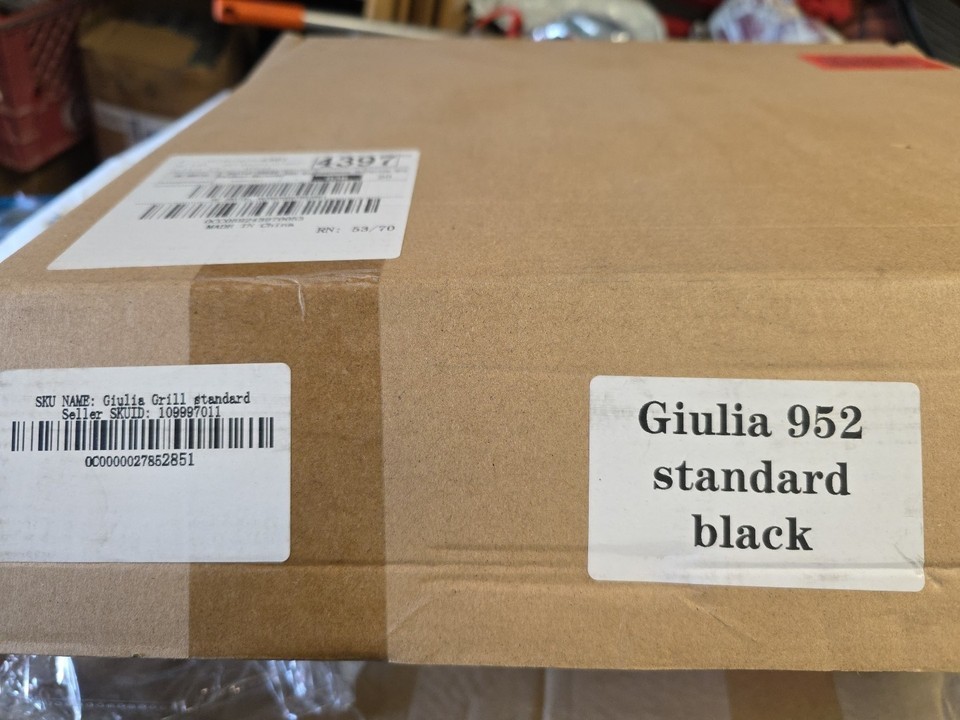 4397
MADE IN China
RN: 53/70
SKU NAME: Giulia Grill standard
Seller SKUID: 109997011
0C0000027852851
Giulia 952
standard
black